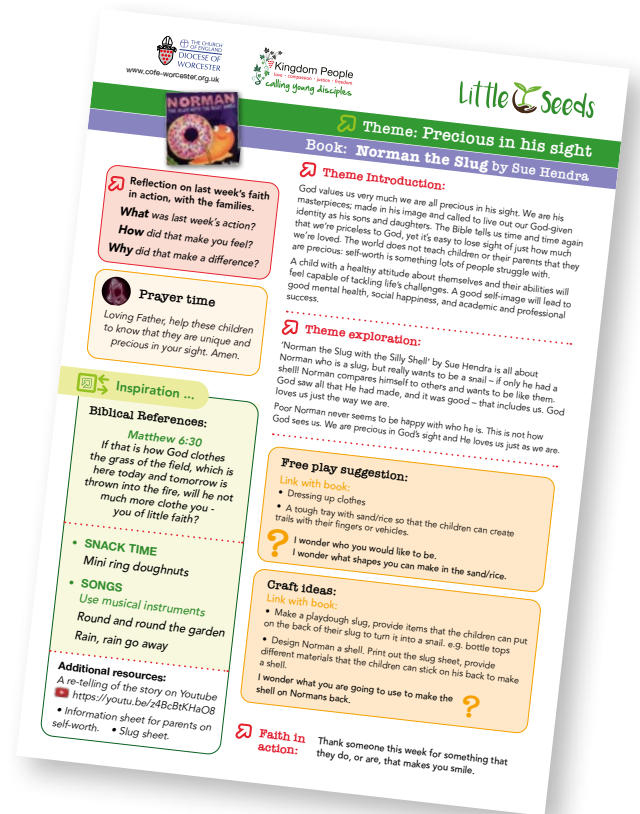 THE CHURCH
OF ENGLAND
DIOCESE OF
WORCESTER
www.cofe-worcester.org.uk
Kingdom People
love • compassion • justice • freedom
calling young disciples
Little Seeds
NORMAN
THE SLUG WITH THE SILLY SHELL
Theme: Precious in his sight
Book: Norman the Slug by Sue Hendra
Reflection on last week's faith
in action, with the families.
What was last week's action?
How did that make you feel?
Why did that make a difference?
Prayer time
Loving Father, help these children
to know that they are unique and
precious in your sight. Amen.
Inspiration ...
Biblical References:
Matthew 6:30
If that is how God clothes
the grass of the field, which is
here today and tomorrow is
thrown into the fire, will he not
much more clothe you -
you of little faith?
• SNACK TIME
Mini ring doughnuts
• SONGS
Use musical instruments
Round and round the garden
Rain, rain go away
Additional resources:
A re-telling of the story on Youtube
https://youtu.be/z4BcBtKHaO8
• Information sheet for parents on
self-worth. • Slug sheet.
Theme Introduction:
God values us very much we are all precious in his sight. We are his
masterpieces; made in his image and called to live out our God-given
identity as his sons and daughters. The Bible tells us time and time again
that we're priceless to God, yet it's easy to lose sight of just how much
we're loved. The world does not teach children or their parents that they
are precious: self-worth is something lots of people struggle with.
A child with a healthy attitude about themselves and their abilities will
feel capable of tackling life's challenges. A good self-image will lead to
good mental health, social happiness, and academic and professional
success.
Theme exploration:
'Norman the Slug with the Silly Shell' by Sue Hendra is all about
Norman who is a slug, but really wants to be a snail – if only he had a
shell! Norman compares himself to others and wants to be like them.
God saw all that He had made, and it was good – that includes us. God
loves us just the way we are.
Poor Norman never seems to be happy with who he is. This is not how
God sees us. We are precious in God's sight and He loves us just as we are.
Free play suggestion:
Link with book:
• Dressing up clothes
• A tough tray with sand/rice so that the children can create
trails with their fingers or vehicles.
? I wonder who you would like to be.
I wonder what shapes you can make in the sand/rice.
Craft ideas:
Link with book:
• Make a playdough slug, provide items that the children can put
on the back of their slug to turn it into a snail. e.g. bottle tops
• Design Norman a shell. Print out the slug sheet, provide
different materials that the children can stick on his back to make
a shell.
I wonder what you are going to use to make the
shell on Normans back. ?
Faith in
action:
Thank someone this week for something that
they do, or are, that makes you smile.